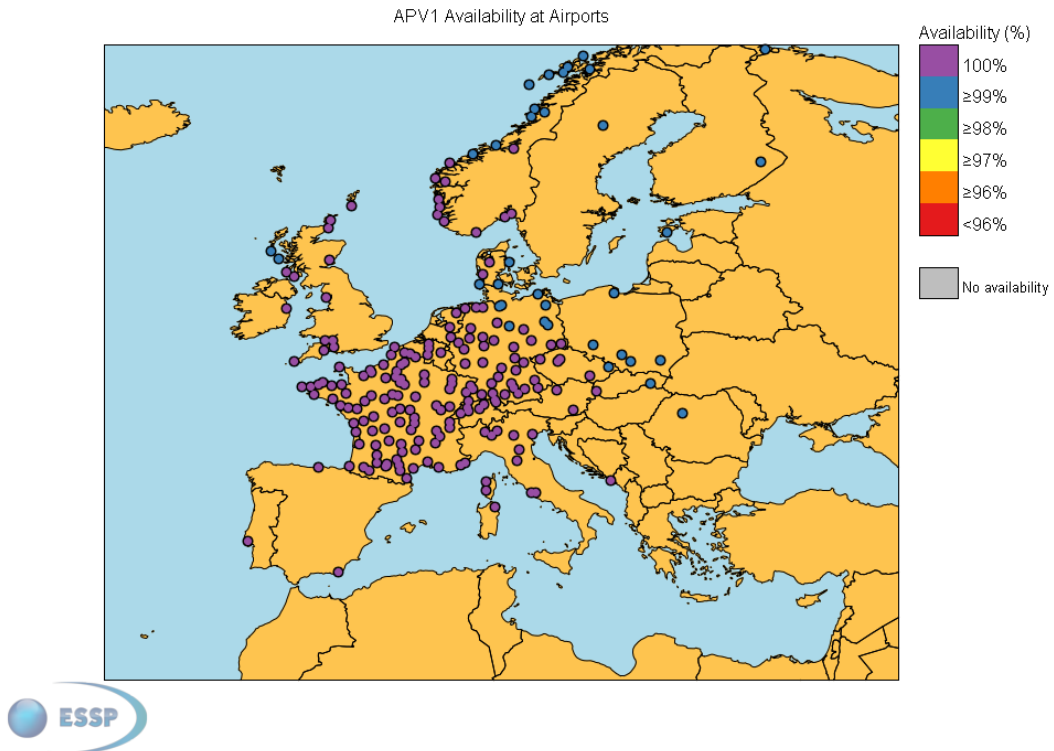 APV1 Availability at Airports
Availability (%)
100%
≥99%
≥98%
≥97%
≥96%
<96%
No availability
ESSP